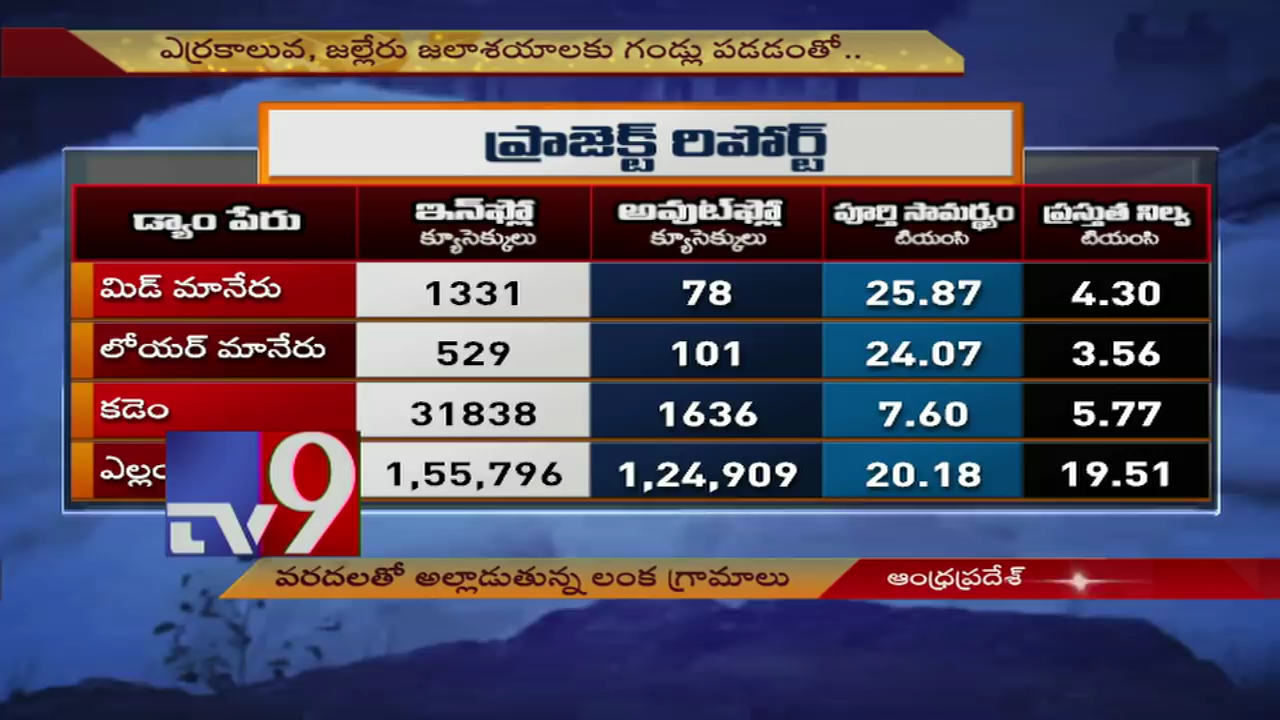 ఎర్రకాలువ, జల్లేరు జలాశయాలకు గండ్లు పడడంతో..
ప్రాజెక్ట్ రిపోర్ట్
డ్యాం పేరు ఇన్‌ఫ్లో క్యూసెక్కులు అవుట్‌ఫ్లో క్యూసెక్కులు పూర్తి సామర్థ్యం టియంసి ప్రస్తుత నిల్వ టియంసి
మిడ్ మానేరు 1331 78 25.87 4.30
లోయర్ మానేరు 529 101 24.07 3.56
కడెం 31838 1636 7.60 5.77
1,55,796 1,24,909 20.18 19.51
TV9
వరదలతో అల్లాడుతున్న లంక గ్రామాలు ఆంధ్రప్రదేశ్